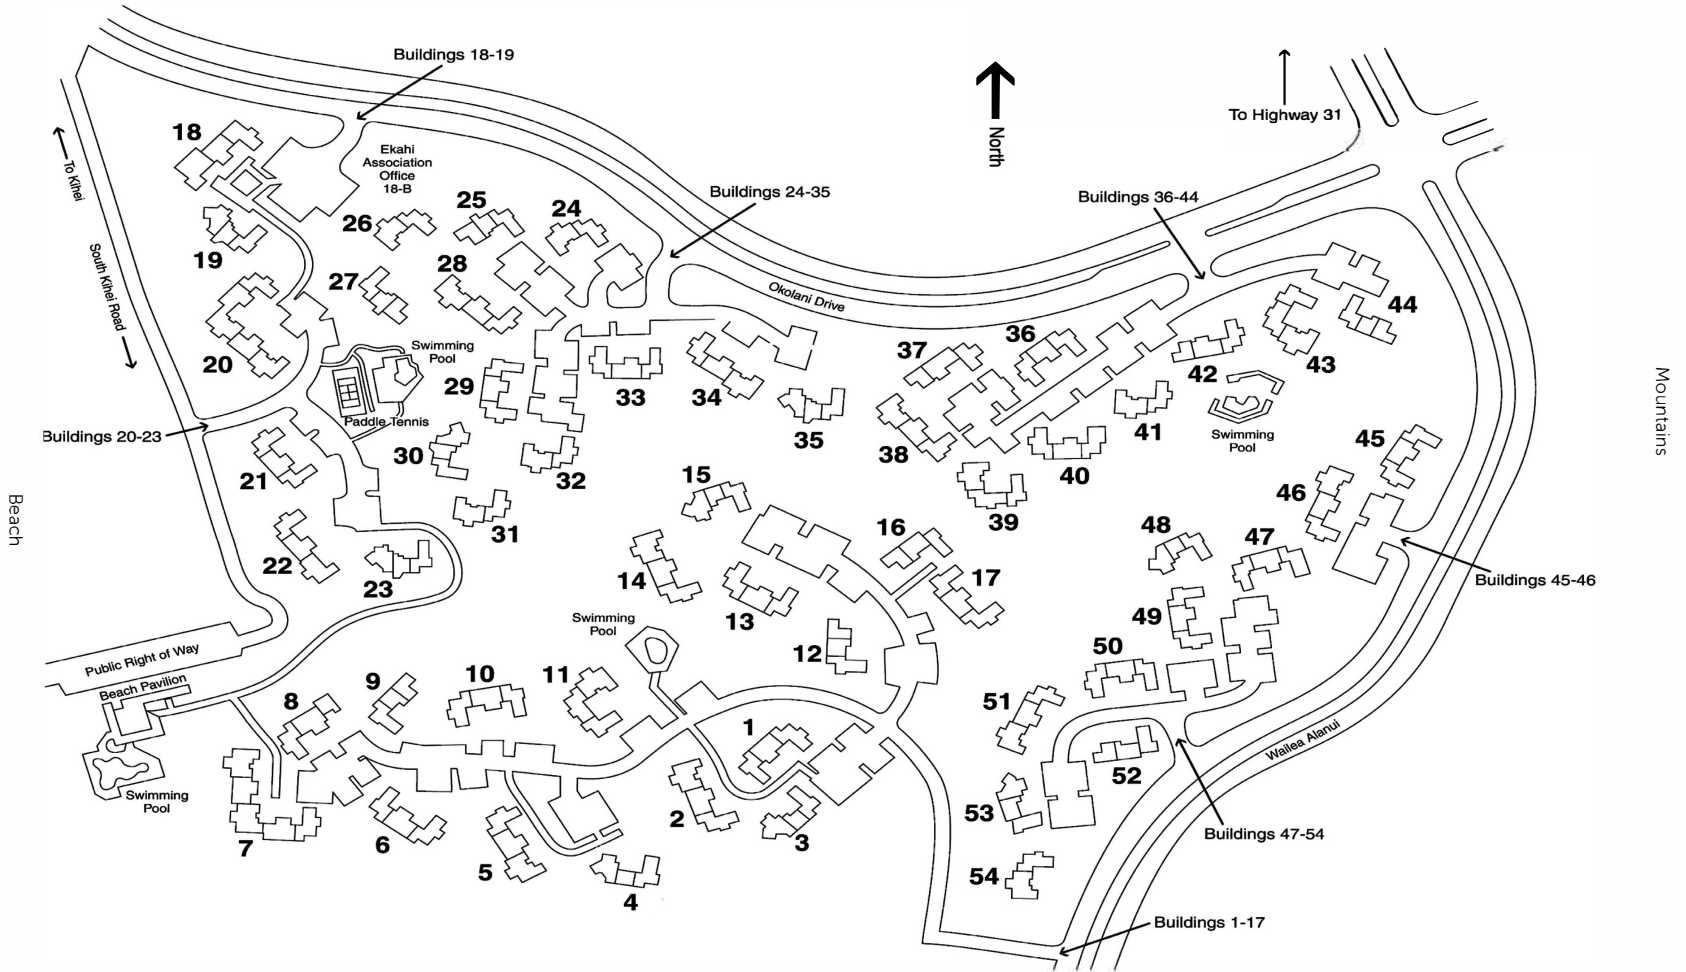 Buildings 18-19
To Highway 31
North
18
Ekahi
Association
Office
18-B
To Kihei
Buildings 24-35
Buildings 36-44
25
24
26
19
28
27
South Kihei Road
Okolani Drive
44
36
37
43
42
Swimming
Pool
20
29
33
34
Mountains
Paddle Tennis
35
41
Swimming
Pool
Buildings 20-23
45
30
38
32
40
21
15
46
39
Beach
31
16
48
47
22
14
17
Buildings 45-46
23
13
49
Swimming
Pool
12
50
Public Right of Way
Beach Pavilion
9
10
11
51
8
1
Wailea Alanui
52
Swimming
Pool
2
53
Buildings 47-54
7
6
3
5
54
4
Buildings 1-17